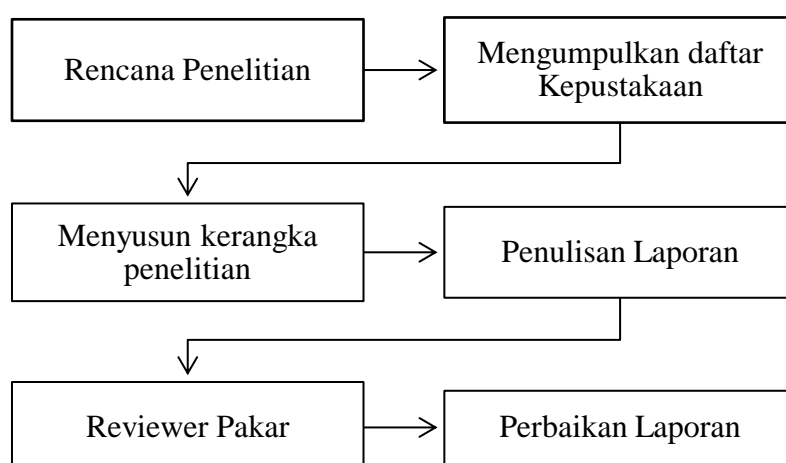 Rencana Penelitian
Mengumpulkan daftar
Kepustakaan
Menyusun kerangka
penelitian
Penulisan Laporan
Reviewer Pakar
Perbaikan Laporan